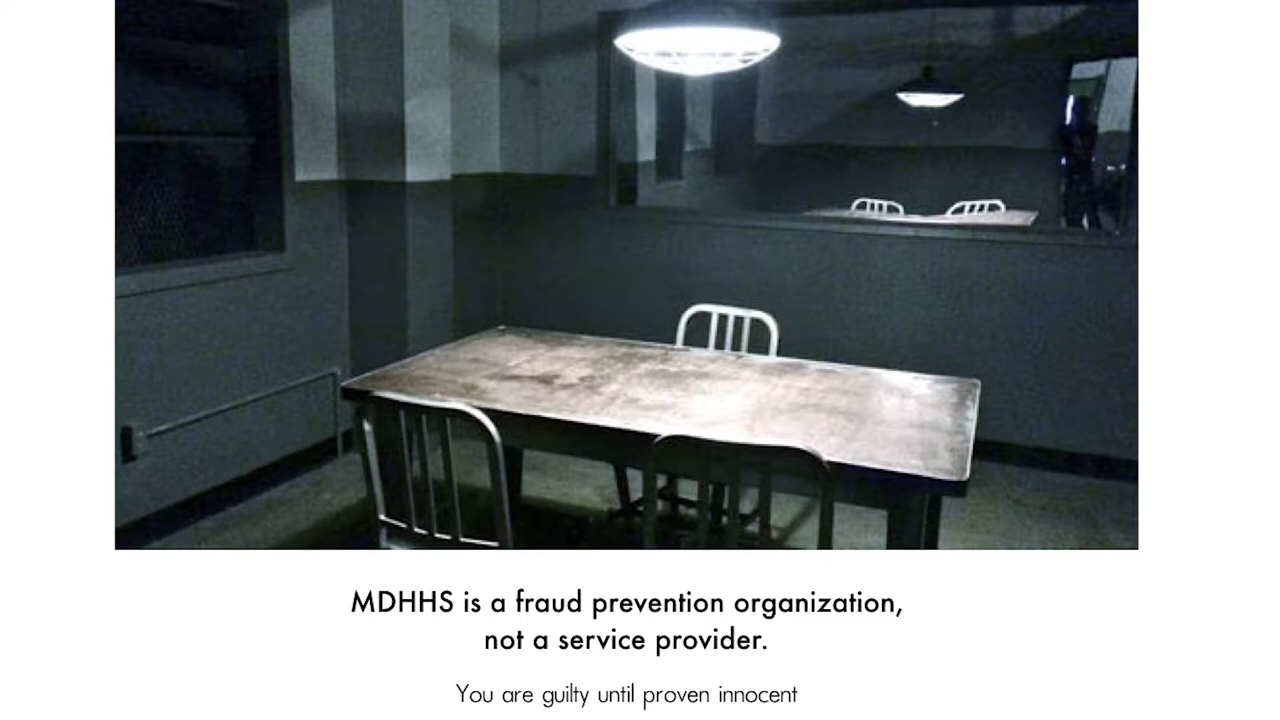 MDHHS is a fraud prevention organization,
not a service provider.
You are guilty until proven innocent